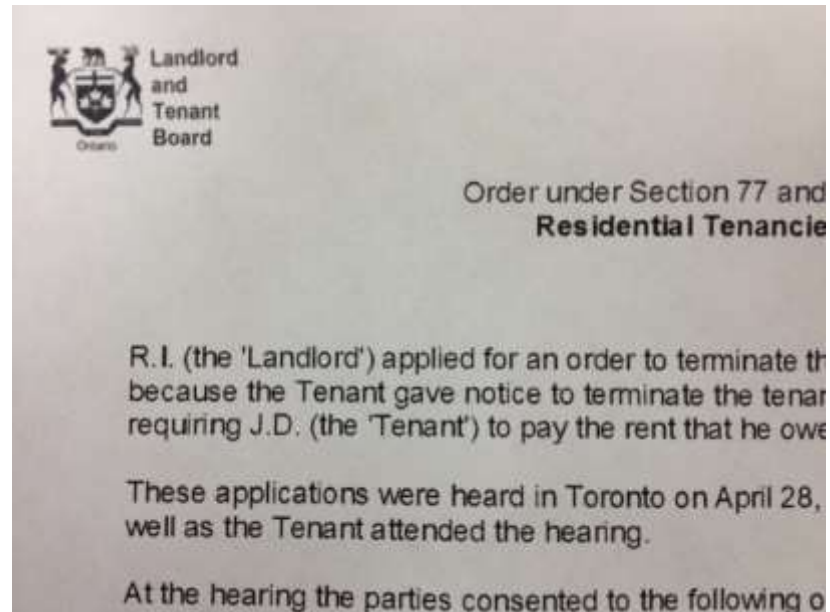 Landlord
and
Tenant
Board
Ontario
Order under Section 77 and
Residential Tenancie
R.I. (the 'Landlord') applied for an order to terminate th
because the Tenant gave notice to terminate the tenan
requiring J.D. (the 'Tenant') to pay the rent that he owe
These applications were heard in Toronto on April 28,
well as the Tenant attended the hearing.
At the hearing the parties consented to the following o